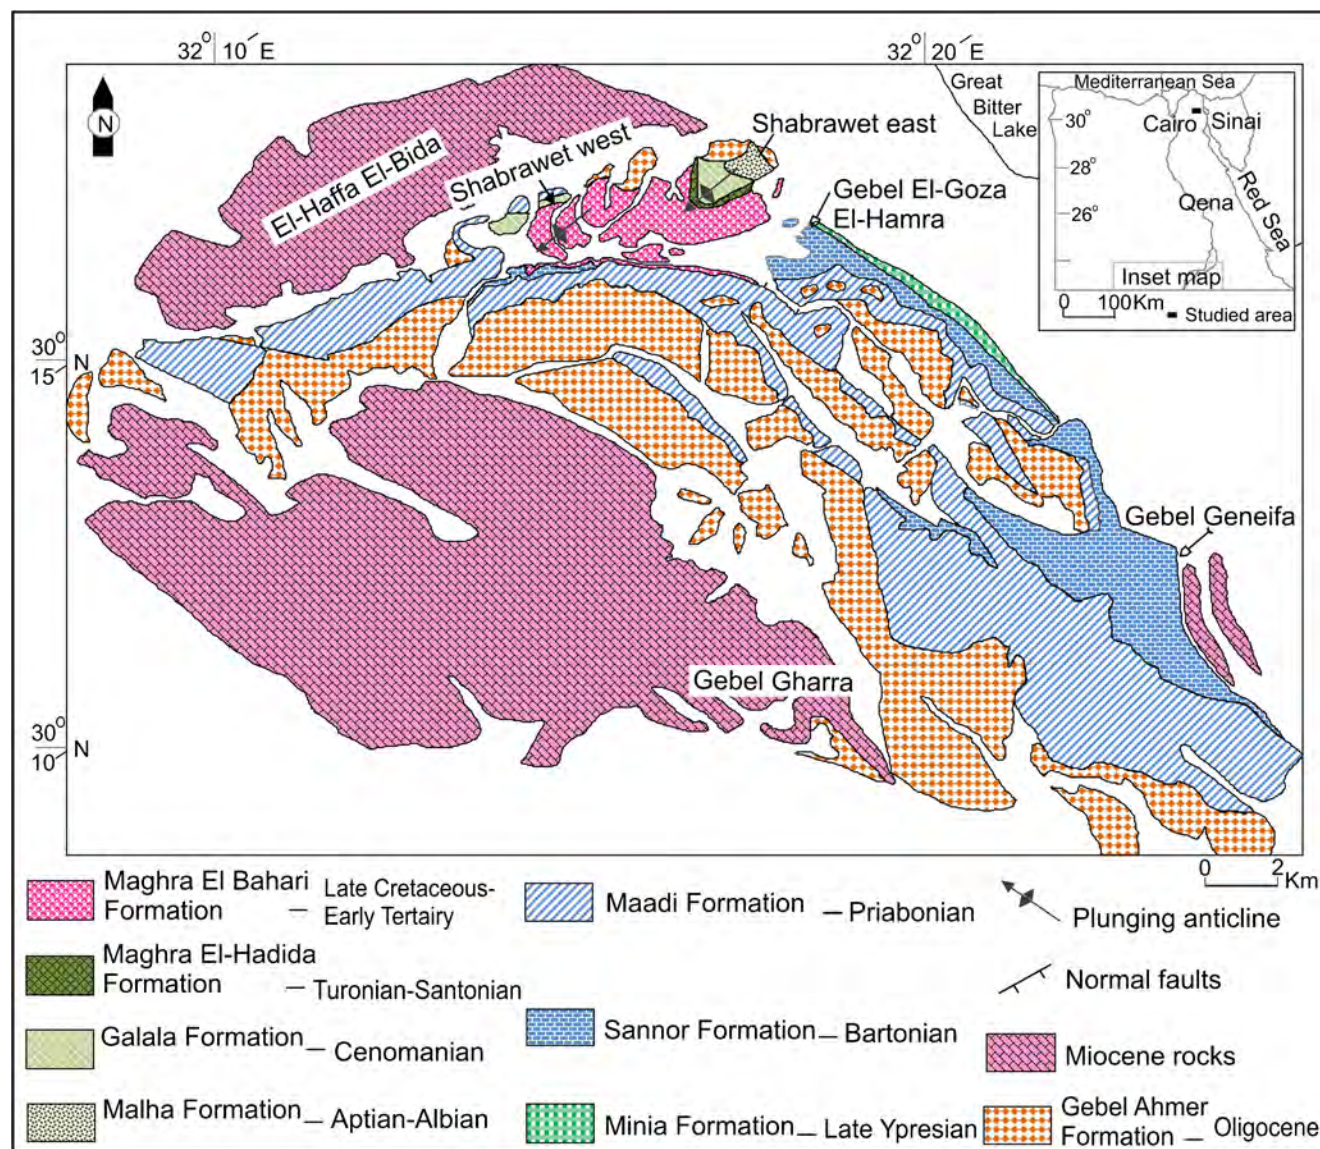 32° 10´ E
32° 20´ E
N
Great
Bitter
Lake
Mediterranean Sea
30°
Cairo
Sinai
28°
26°
Qena
Red Sea
Inset map
0 100Km
Studied area
Shabrawet east
Shabrawet west
El-Haffa El-Bida
Gebel El-Goza
El-Hamra
30°
15´ N
Gebel Geneifa
Gebel Gharra
30°
10´ N
0 2
Km
Maghra El Bahari
Formation – Late Cretaceous-
Early Tertairy
Maghra El-Hadida
Formation – Turonian-Santonian
Galala Formation – Cenomanian
Malha Formation – Aptian-Albian
Maadi Formation – Priabonian
Sannor Formation – Bartonian
Minia Formation – Late Ypresian
Plunging anticline
Normal faults
Miocene rocks
Gebel Ahmer
Formation – Oligocene